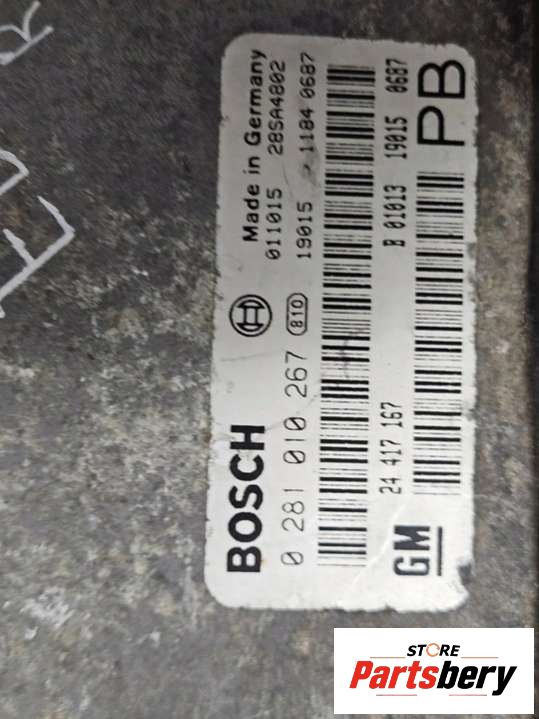 BOSCH
Made in Germany
011015 28SA4802
0 281 010 267 810 19015 1184 0687
24 417 167 B 01013 19015 0687
GM PB
STORE
Partsbery